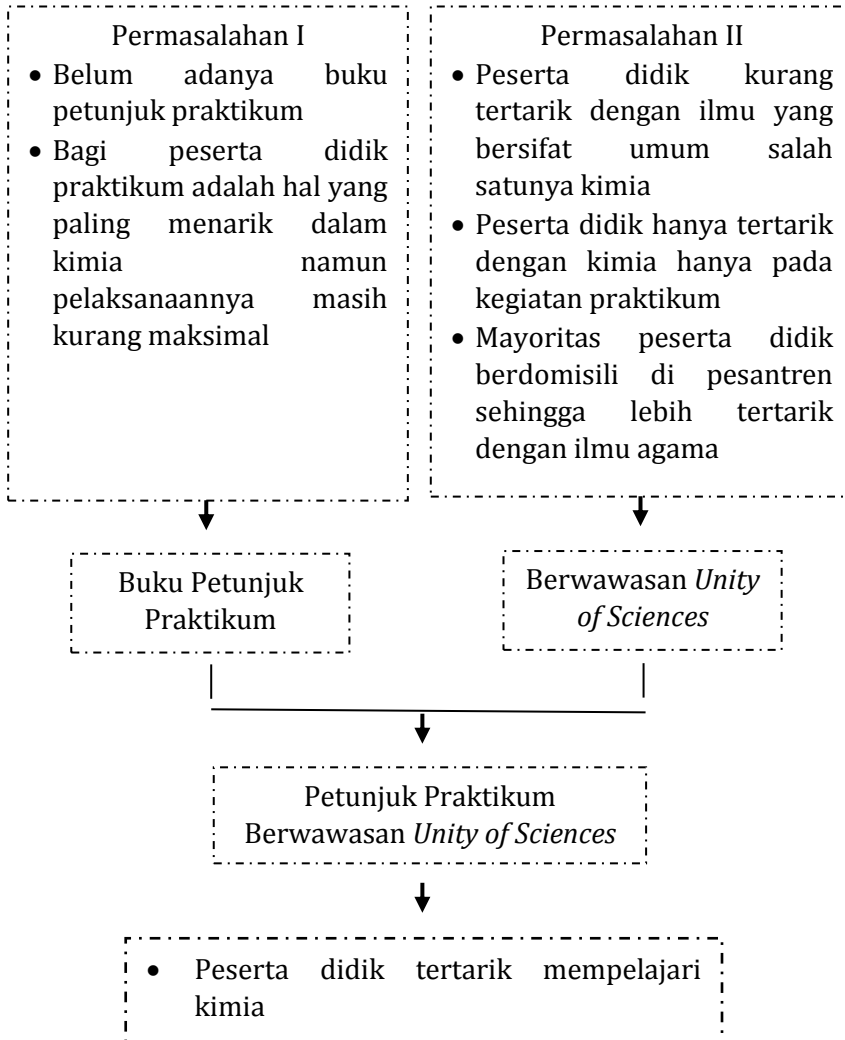 Permasalahan I
• Belum adanya buku
petunjuk praktikum
• Bagi peserta didik
praktikum adalah hal yang
paling menarik dalam
kimia namun
pelaksanaannya masih
kurang maksimal
Permasalahan II
• Peserta didik kurang
tertarik dengan ilmu yang
bersifat umum salah
satunya kimia
• Peserta didik hanya tertarik
dengan kimia hanya pada
kegiatan praktikum
• Mayoritas peserta didik
berdomisili di pesantren
sehingga lebih tertarik
dengan ilmu agama
Buku Petunjuk
Praktikum
Berwawasan Unity
of Sciences
Petunjuk Praktikum
Berwawasan Unity of Sciences
• Peserta didik tertarik mempelajari
kimia